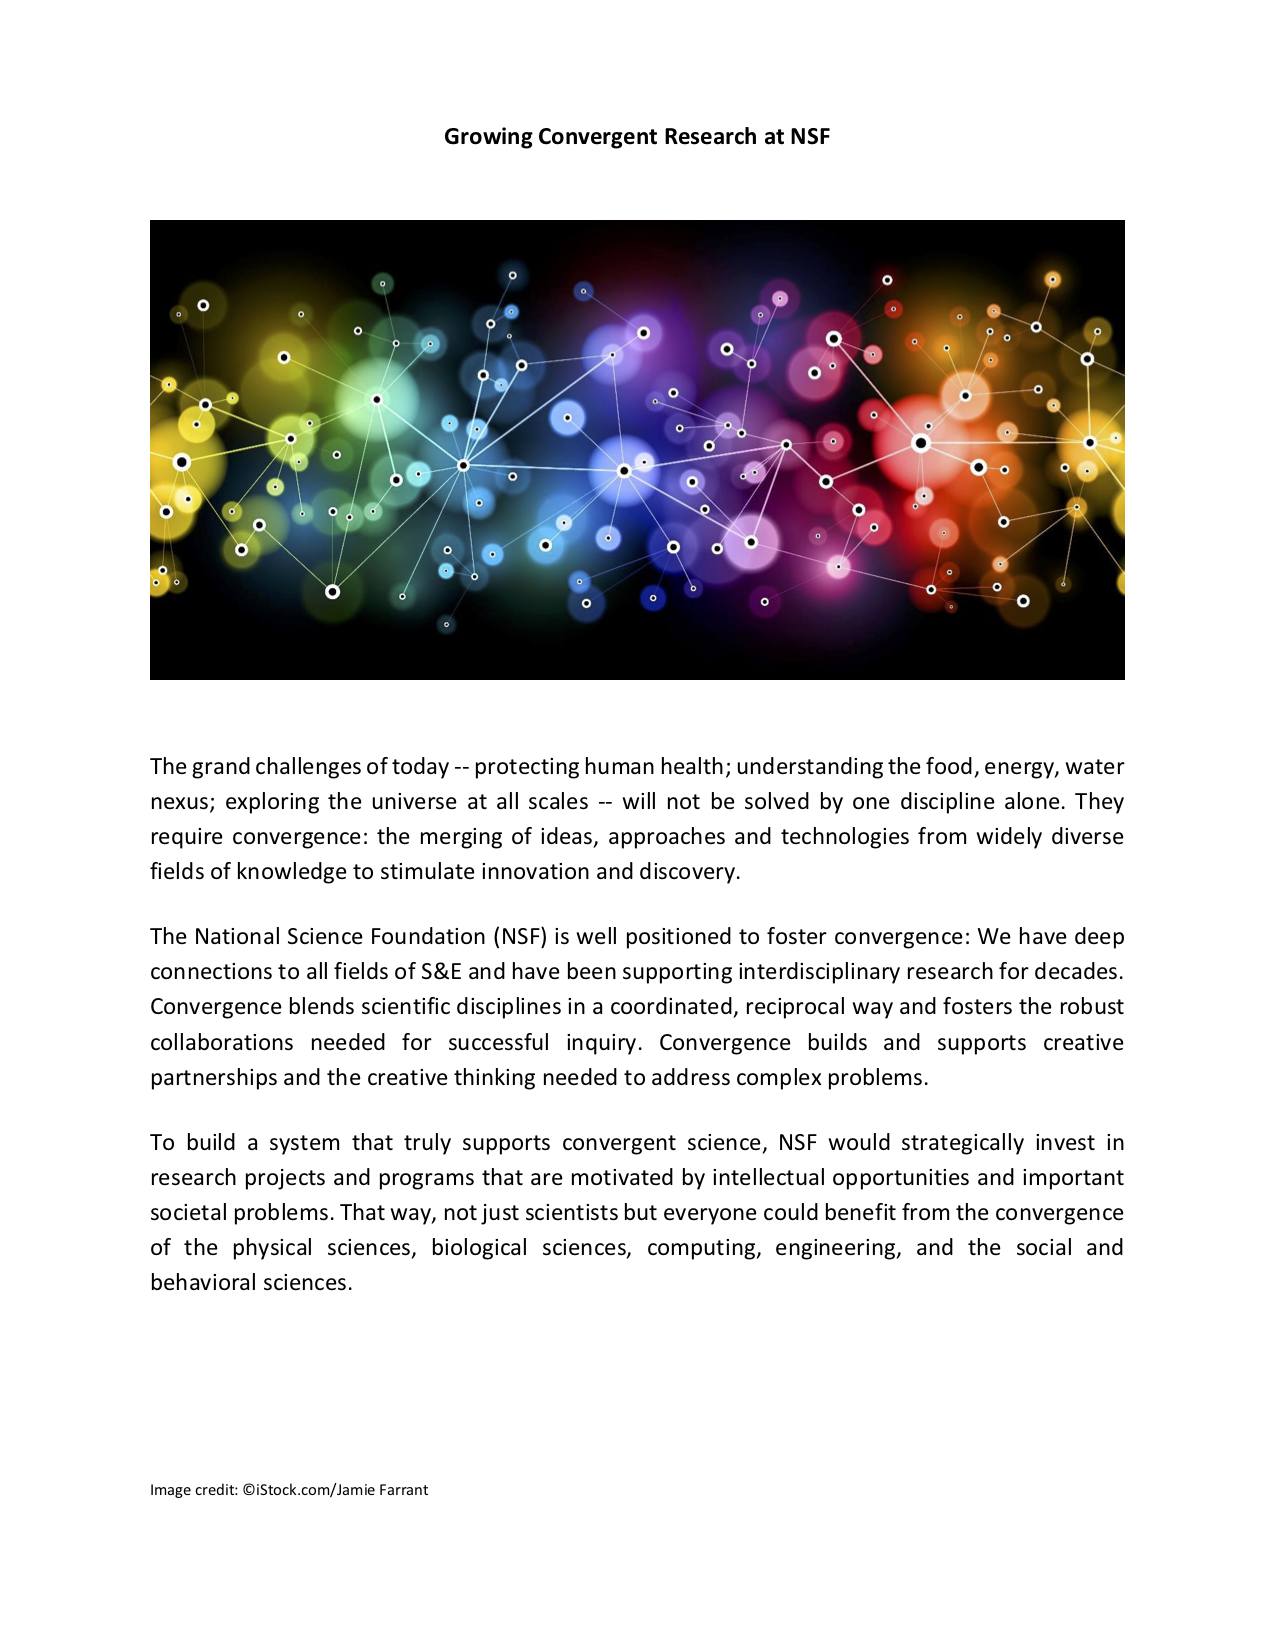 Growing Convergent Research at NSF
The grand challenges of today -- protecting human health; understanding the food, energy, water
nexus; exploring the universe at all scales -- will not be solved by one discipline alone. They
require convergence: the merging of ideas, approaches and technologies from widely diverse
fields of knowledge to stimulate innovation and discovery.
The National Science Foundation (NSF) is well positioned to foster convergence: We have deep
connections to all fields of S&E and have been supporting interdisciplinary research for decades.
Convergence blends scientific disciplines in a coordinated, reciprocal way and fosters the robust
collaborations needed for successful inquiry. Convergence builds and supports creative
partnerships and the creative thinking needed to address complex problems.
To build a system that truly supports convergent science, NSF would strategically invest in
research projects and programs that are motivated by intellectual opportunities and important
societal problems. That way, not just scientists but everyone could benefit from the convergence
of the physical sciences, biological sciences, computing, engineering, and the social and
behavioral sciences.
Image credit: ©iStock.com/Jamie Farrant